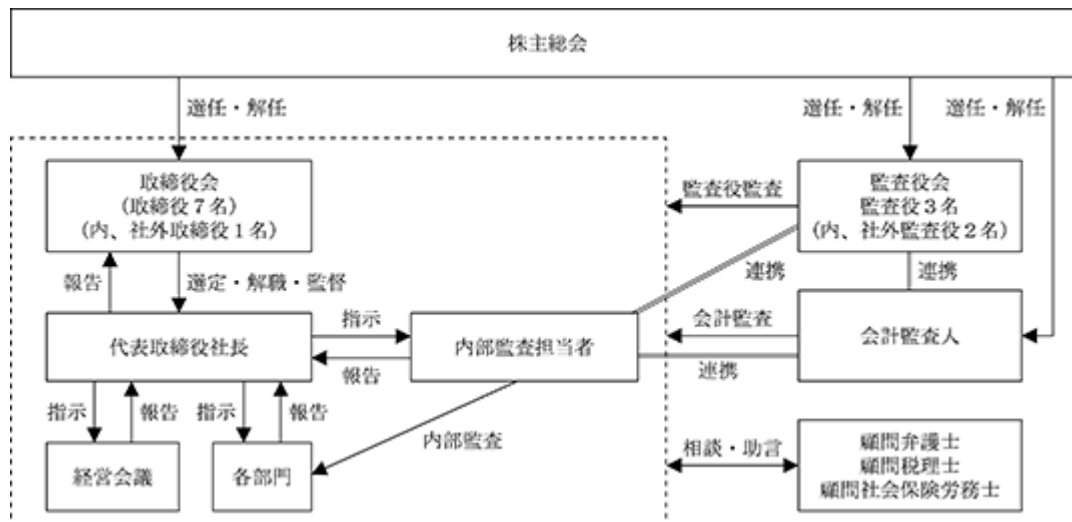 株主総会
選任・解任
選任・解任
選任・解任
取締役会
(取締役7名)
(内、社外取締役1名)
監査役監査
監査役会
監査役3名
(内、社外監査役2名)
報告
選定・解職・監督
連携
連携
代表取締役社長
指示
報告
内部監査担当者
会計監査
連携
会計監査人
指示
報告
指示
報告
内部監査
経営会議
各部門
相談・助言
顧問弁護士
顧問税理士
顧問社会保険労務士